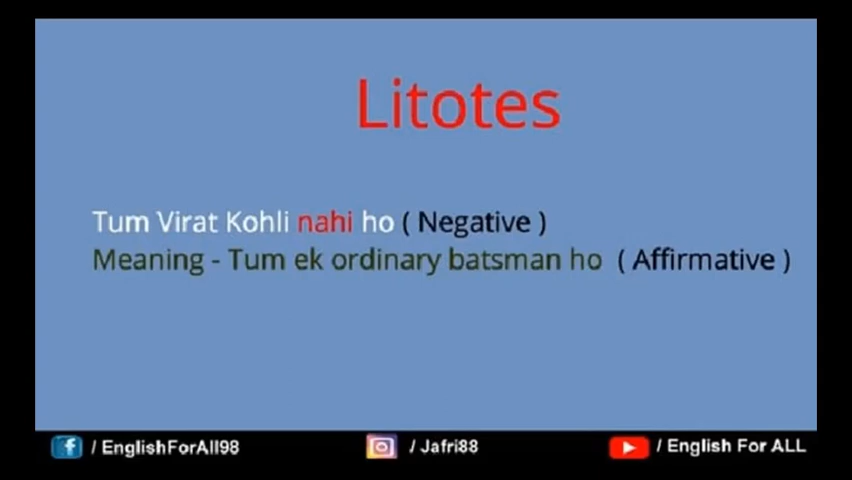 Litotes
Tum Virat Kohli nahi ho ( Negative )
Meaning - Tum ek ordinary batsman ho ( Affirmative )
/ EnglishForAll98 / Jafri88 / English For ALL